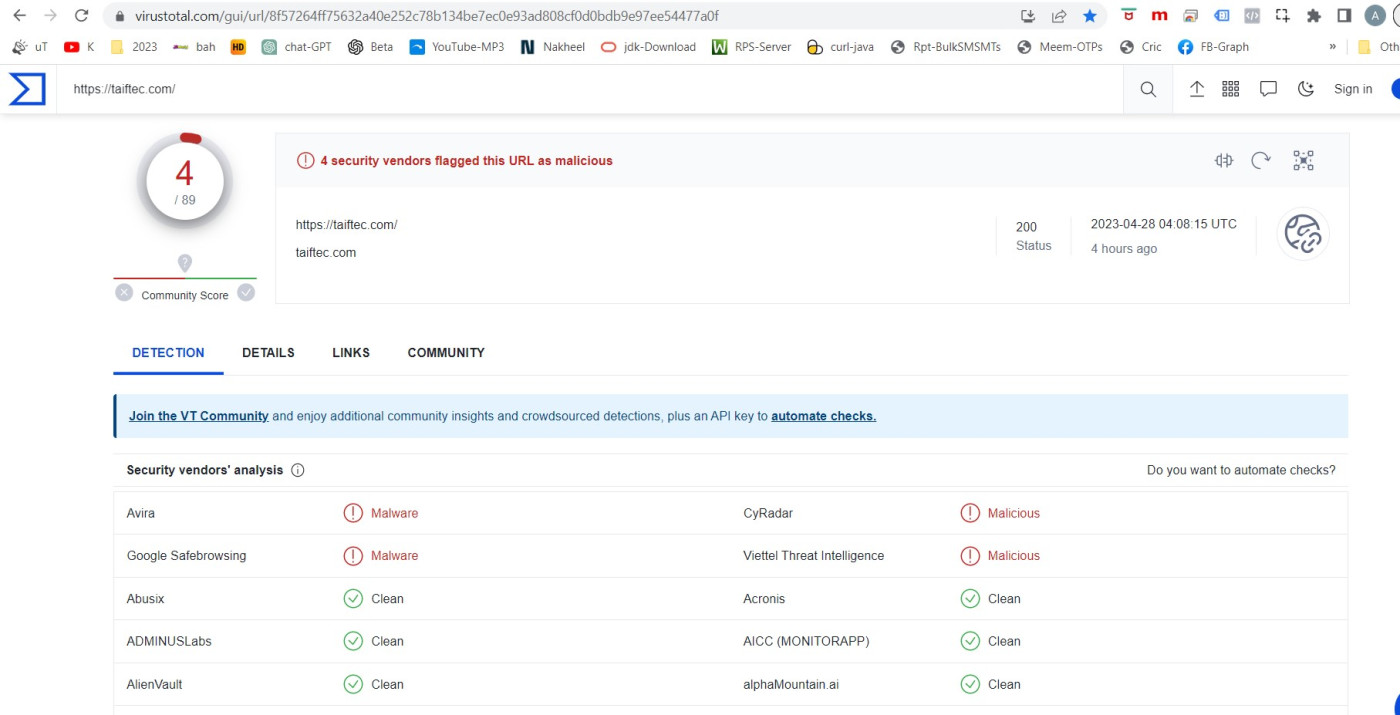 virustotal.com/gui/url/8f57264ff75632a40e252c78b134be7ec0e93ad808cf0d0bdb9e97ee54477a0f
uT K 2023 bah HD chat-GPT Beta YouTube-MP3 Nakheel jdk-Download RPS-Server curl-java Rpt-BulkSMSMTs Meem-OTPs Cric FB-Graph » Oth
https://taiftec.com/ Sign in
4
/ 89
4 security vendors flagged this URL as malicious
https://taiftec.com/
taiftec.com
200
Status
2023-04-28 04:08:15 UTC
4 hours ago
Community Score
DETECTION LINKS DETAILS COMMUNITY
Join the VT Community and enjoy additional community insights and crowdsourced detections, plus an API key to automate checks.
Security vendors' analysis Do you want to automate checks?
Avira Malware CyRadar Malicious
Google Safebrowsing Malware Viettel Threat Intelligence Malicious
Abusix Clean Acronis Clean
ADMINUSLabs Clean AICC (MONITORAPP) Clean
AlienVault Clean alphaMountain.ai Clean